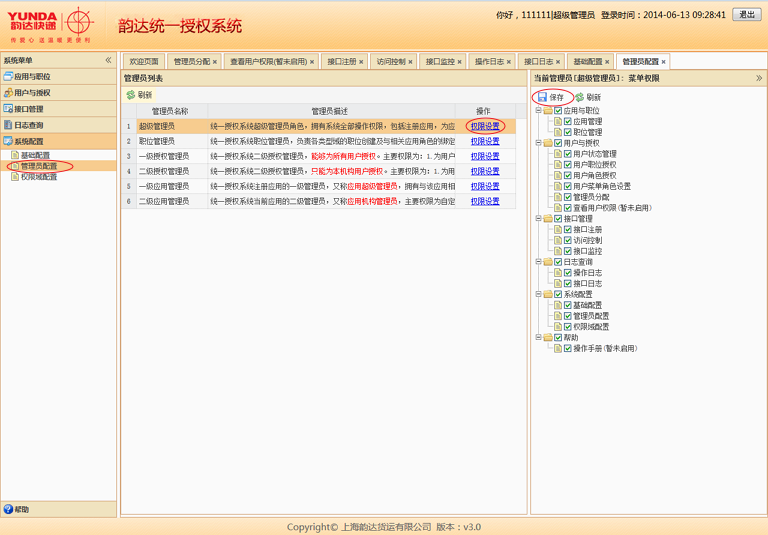 YUNDA
韵达快递
传爱心送温暖更便利
韵达统一授权系统
你好，111111|超级管理员 登录时间：2014-06-13 09:28:41 退出
系统菜单
应用与职位
用户与授权
接口管理
日志查询
系统配置
基础配置
管理员配置
权限域配置
帮助
欢迎页面 管理员分配 查看用户权限(暂未启用) 接口注册 访问控制 接口监控 操作日志 接口日志 基础配置 管理员配置
管理员列表
刷新
管理员名称 管理员描述 操作
1 超级管理员 统一授权系统超级管理员角色，拥有系统全部操作权限，包括注册应用，为应 权限设置
2 职位管理员 统一授权系统职位管理员，负责各类型域的职位创建及与相关应用角色的绑定 权限设置
3 一级授权管理员 统一授权系统二级授权管理员，能够为所有用户授权。主要权限为：1.为用户 权限设置
4 二级授权管理员 统一授权系统二级授权管理员，只能为本机构用户授权。主要权限为：1.为用 权限设置
5 一级应用管理员 统一授权系统注册应用的一级管理员，又称应用超级管理员，拥有与该应用相 权限设置
6 二级应用管理员 统一授权系统当前应用的二级管理员，又称应用机构管理员，主要权限为自定 权限设置
当前管理员[超级管理员]：菜单权限
保存 刷新
应用与职位
应用管理
职位管理
用户与授权
用户状态管理
用户职位授权
用户角色授权
用户菜单角色设置
管理员分配
查看用户权限(暂未启用)
接口管理
接口注册
访问控制
接口监控
日志查询
操作日志
接口日志
系统配置
基础配置
管理员配置
权限域配置
帮助
操作手册(暂未启用)
Copyright© 上海韵达货运有限公司 版本：v3.0